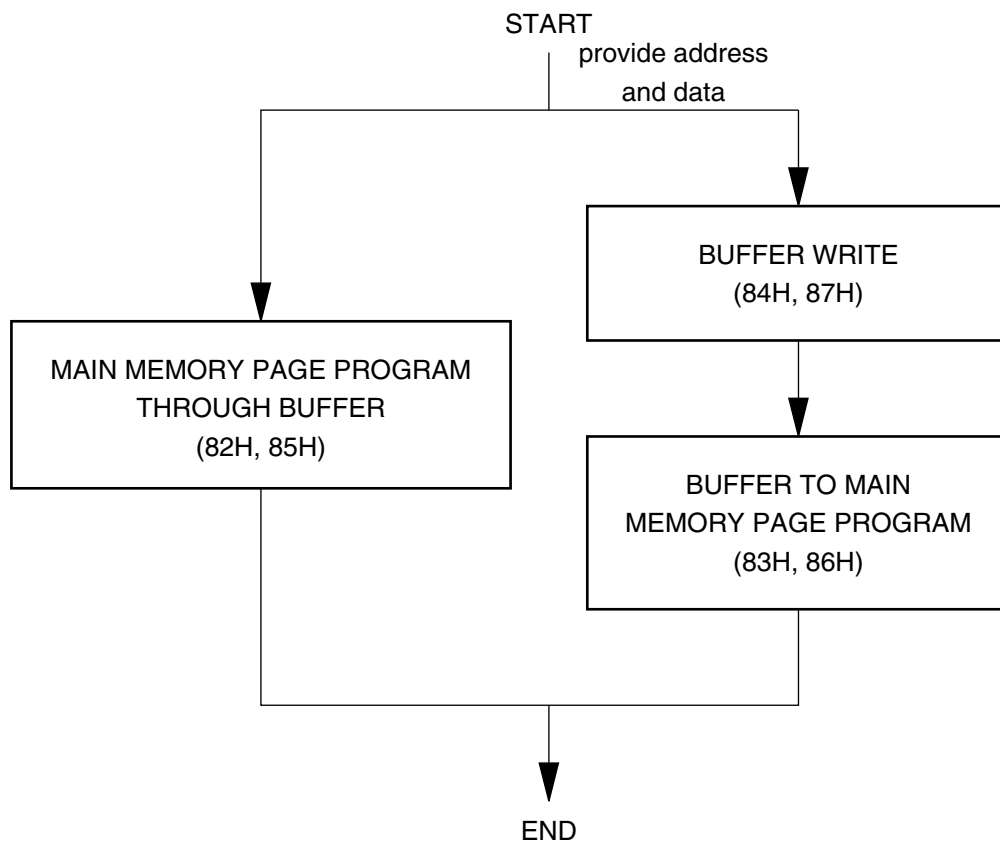 START
provide address
and data
BUFFER WRITE
(84H, 87H)
MAIN MEMORY PAGE PROGRAM
THROUGH BUFFER
(82H, 85H)
BUFFER TO MAIN
MEMORY PAGE PROGRAM
(83H, 86H)
END